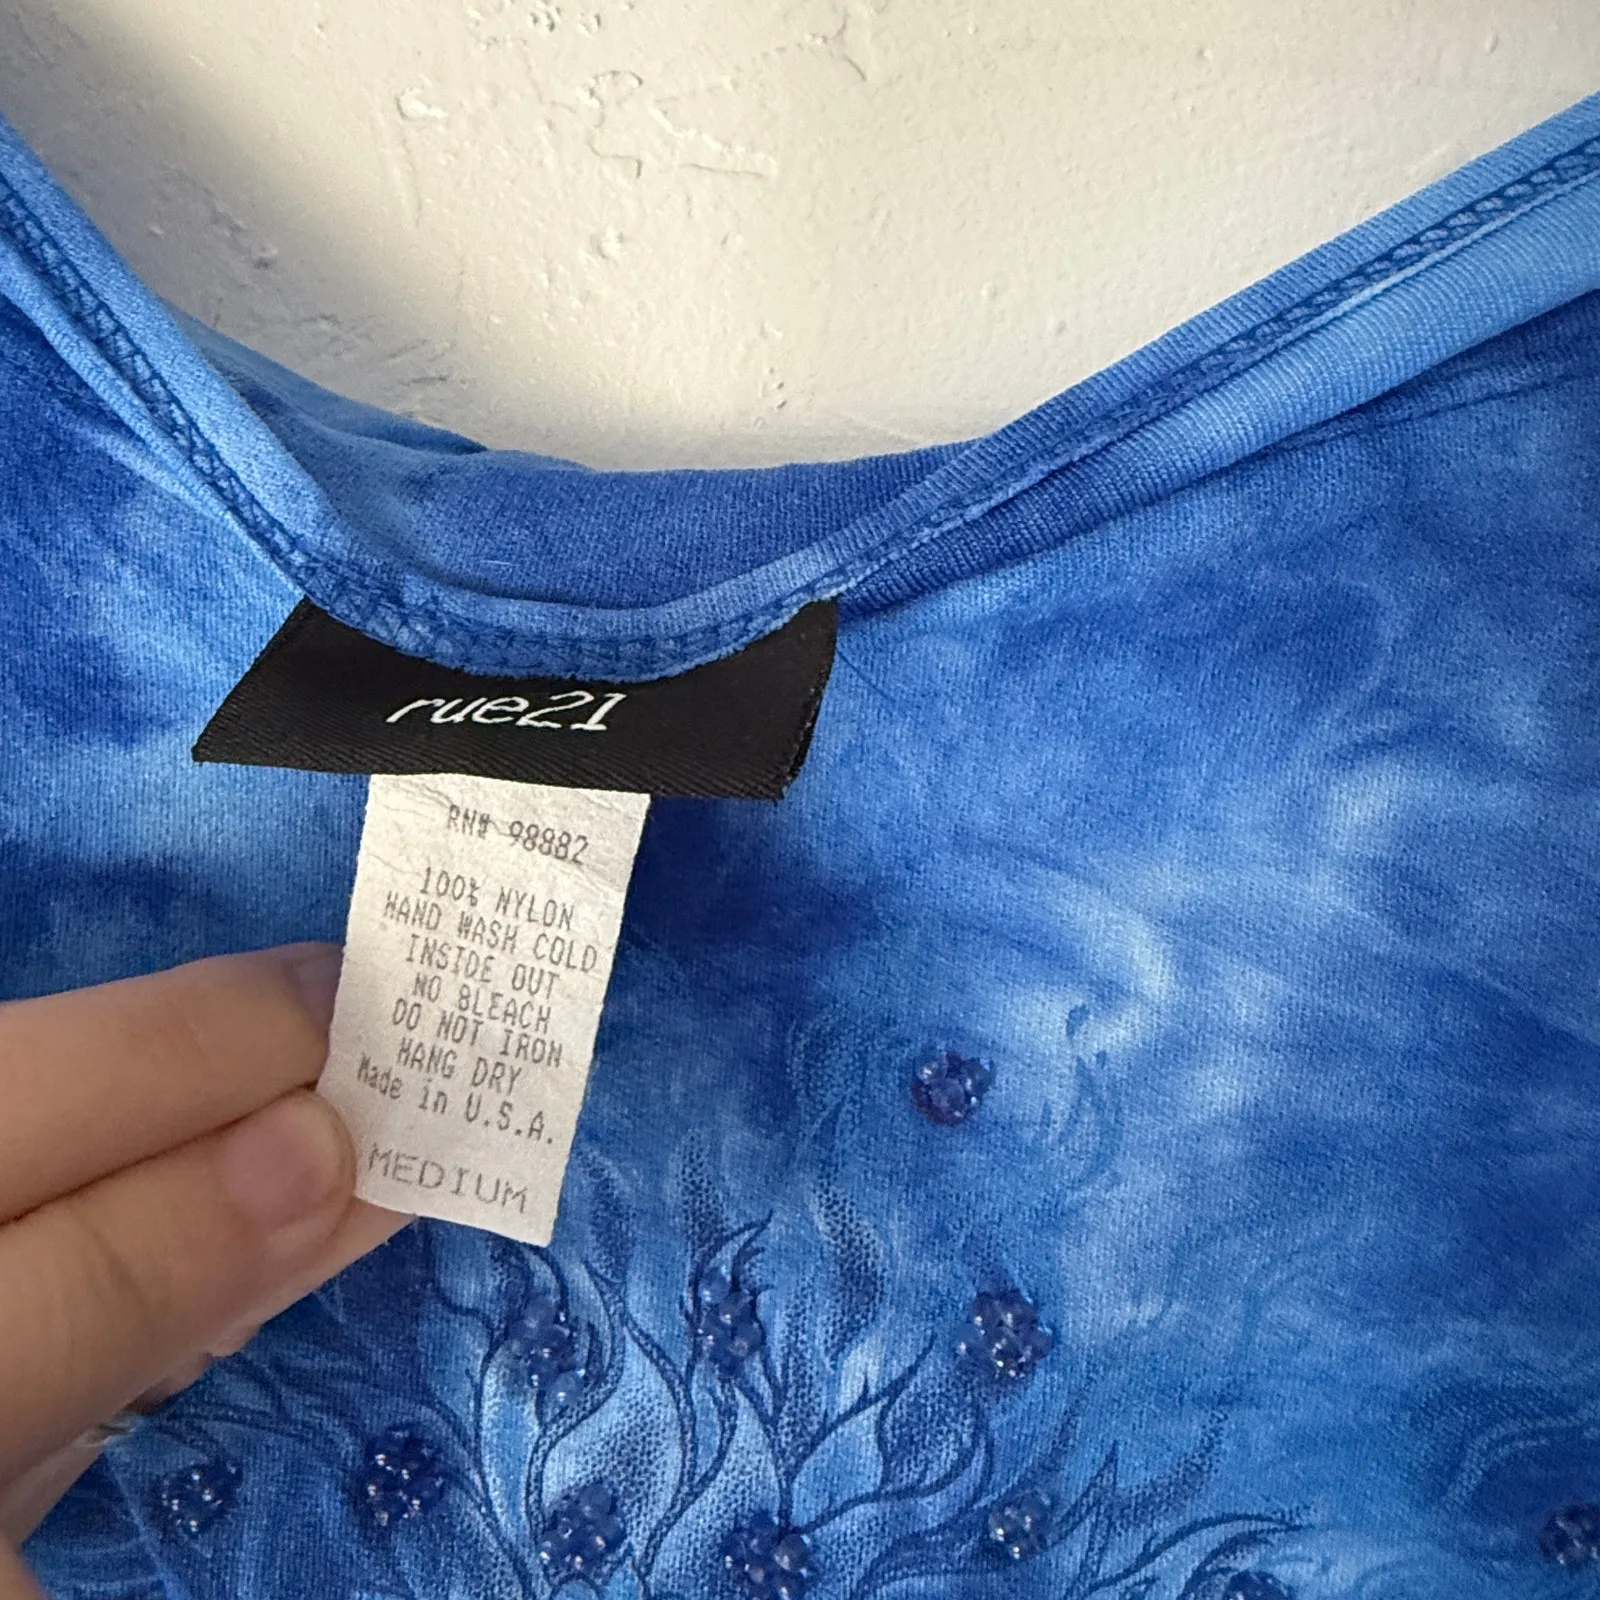 rue21
RN# 98882
100% NYLON
HAND WASH COLD
INSIDE OUT
NO BLEACH
DO NOT IRON
HANG DRY
Made in U.S.A.
MEDIUM